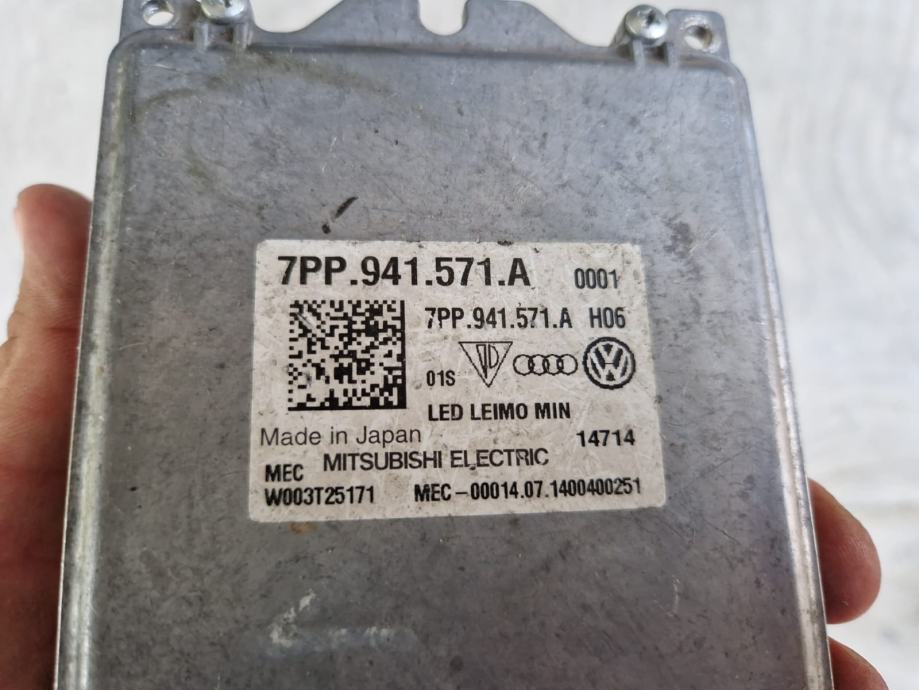 7PP.941.571.A 0001
7PP.941.571.A H06
01S VW
LED LEIMO MIN
Made in Japan 14714
MEC MITSUBISHI ELECTRIC
W003T25171 MEC-00014.07.1400400251